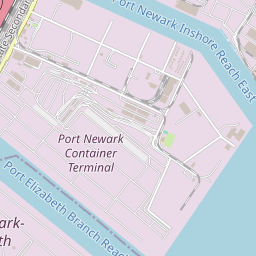 Port Newark Inshore Reach East
Port Newark
Container
Terminal
Port Elizabeth Branch Reach